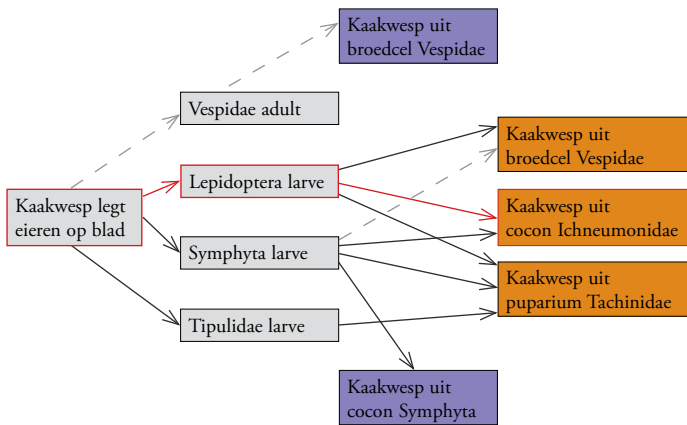 Kaakwesp uit
broedcel Vespidae
Vespidae adult
Kaakwesp uit
broedcel Vespidae
Lepidoptera larve
Kaakwesp legt
eieren op blad
Kaakwesp uit
cocon Ichneumonidae
Symphyta larve
Kaakwesp uit
puparium Tachinidae
Tipulidae larve
Kaakwesp uit
cocon Symphyta